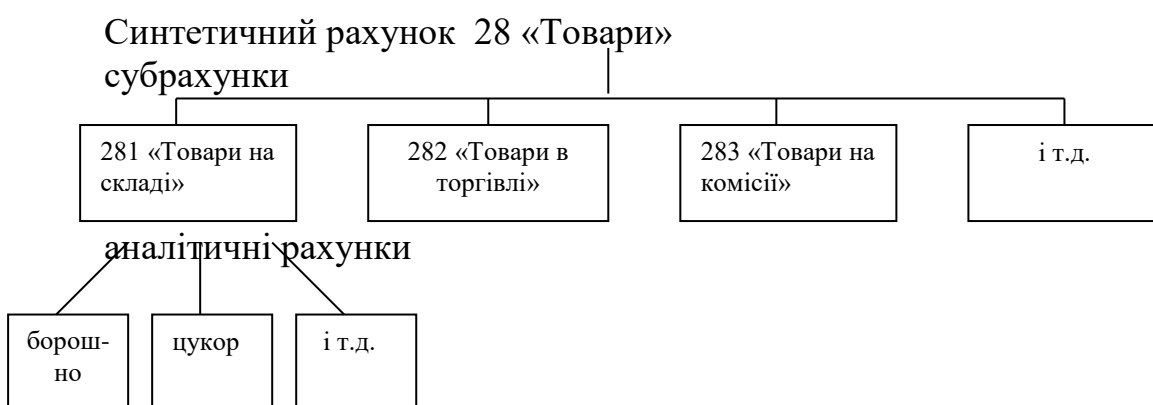 Синтетичний рахунок 28 «Товари»
субрахунки
281 «Товари на
складі»
282 «Товари в
торгівлі»
283 «Товари на
комісії»
і т.д.
аналітичні рахунки
борош-
но
цукор
і т.д.